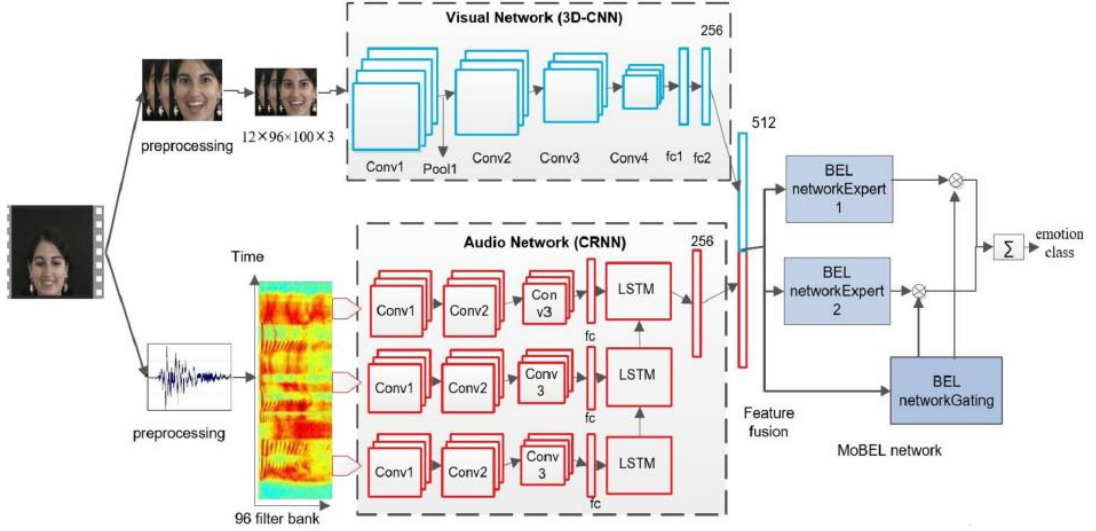 Visual Network (3D-CNN)
256
preprocessing
12×96×100×3
Conv1
Pool1
Conv2
Conv3
Conv4
fc1
fc2
512
BEL
networkExpert
1
BEL
networkExpert
2
Σ
emotion
class
Audio Network (CRNN)
256
Time
Conv1
Conv2
Con
v3
fc
LSTM
Conv1
Conv2
Conv
3
fc
LSTM
Conv1
Conv2
Conv
3
fc
LSTM
preprocessing
96 filter bank
Feature
fusion
BEL
networkGating
MoBEL network